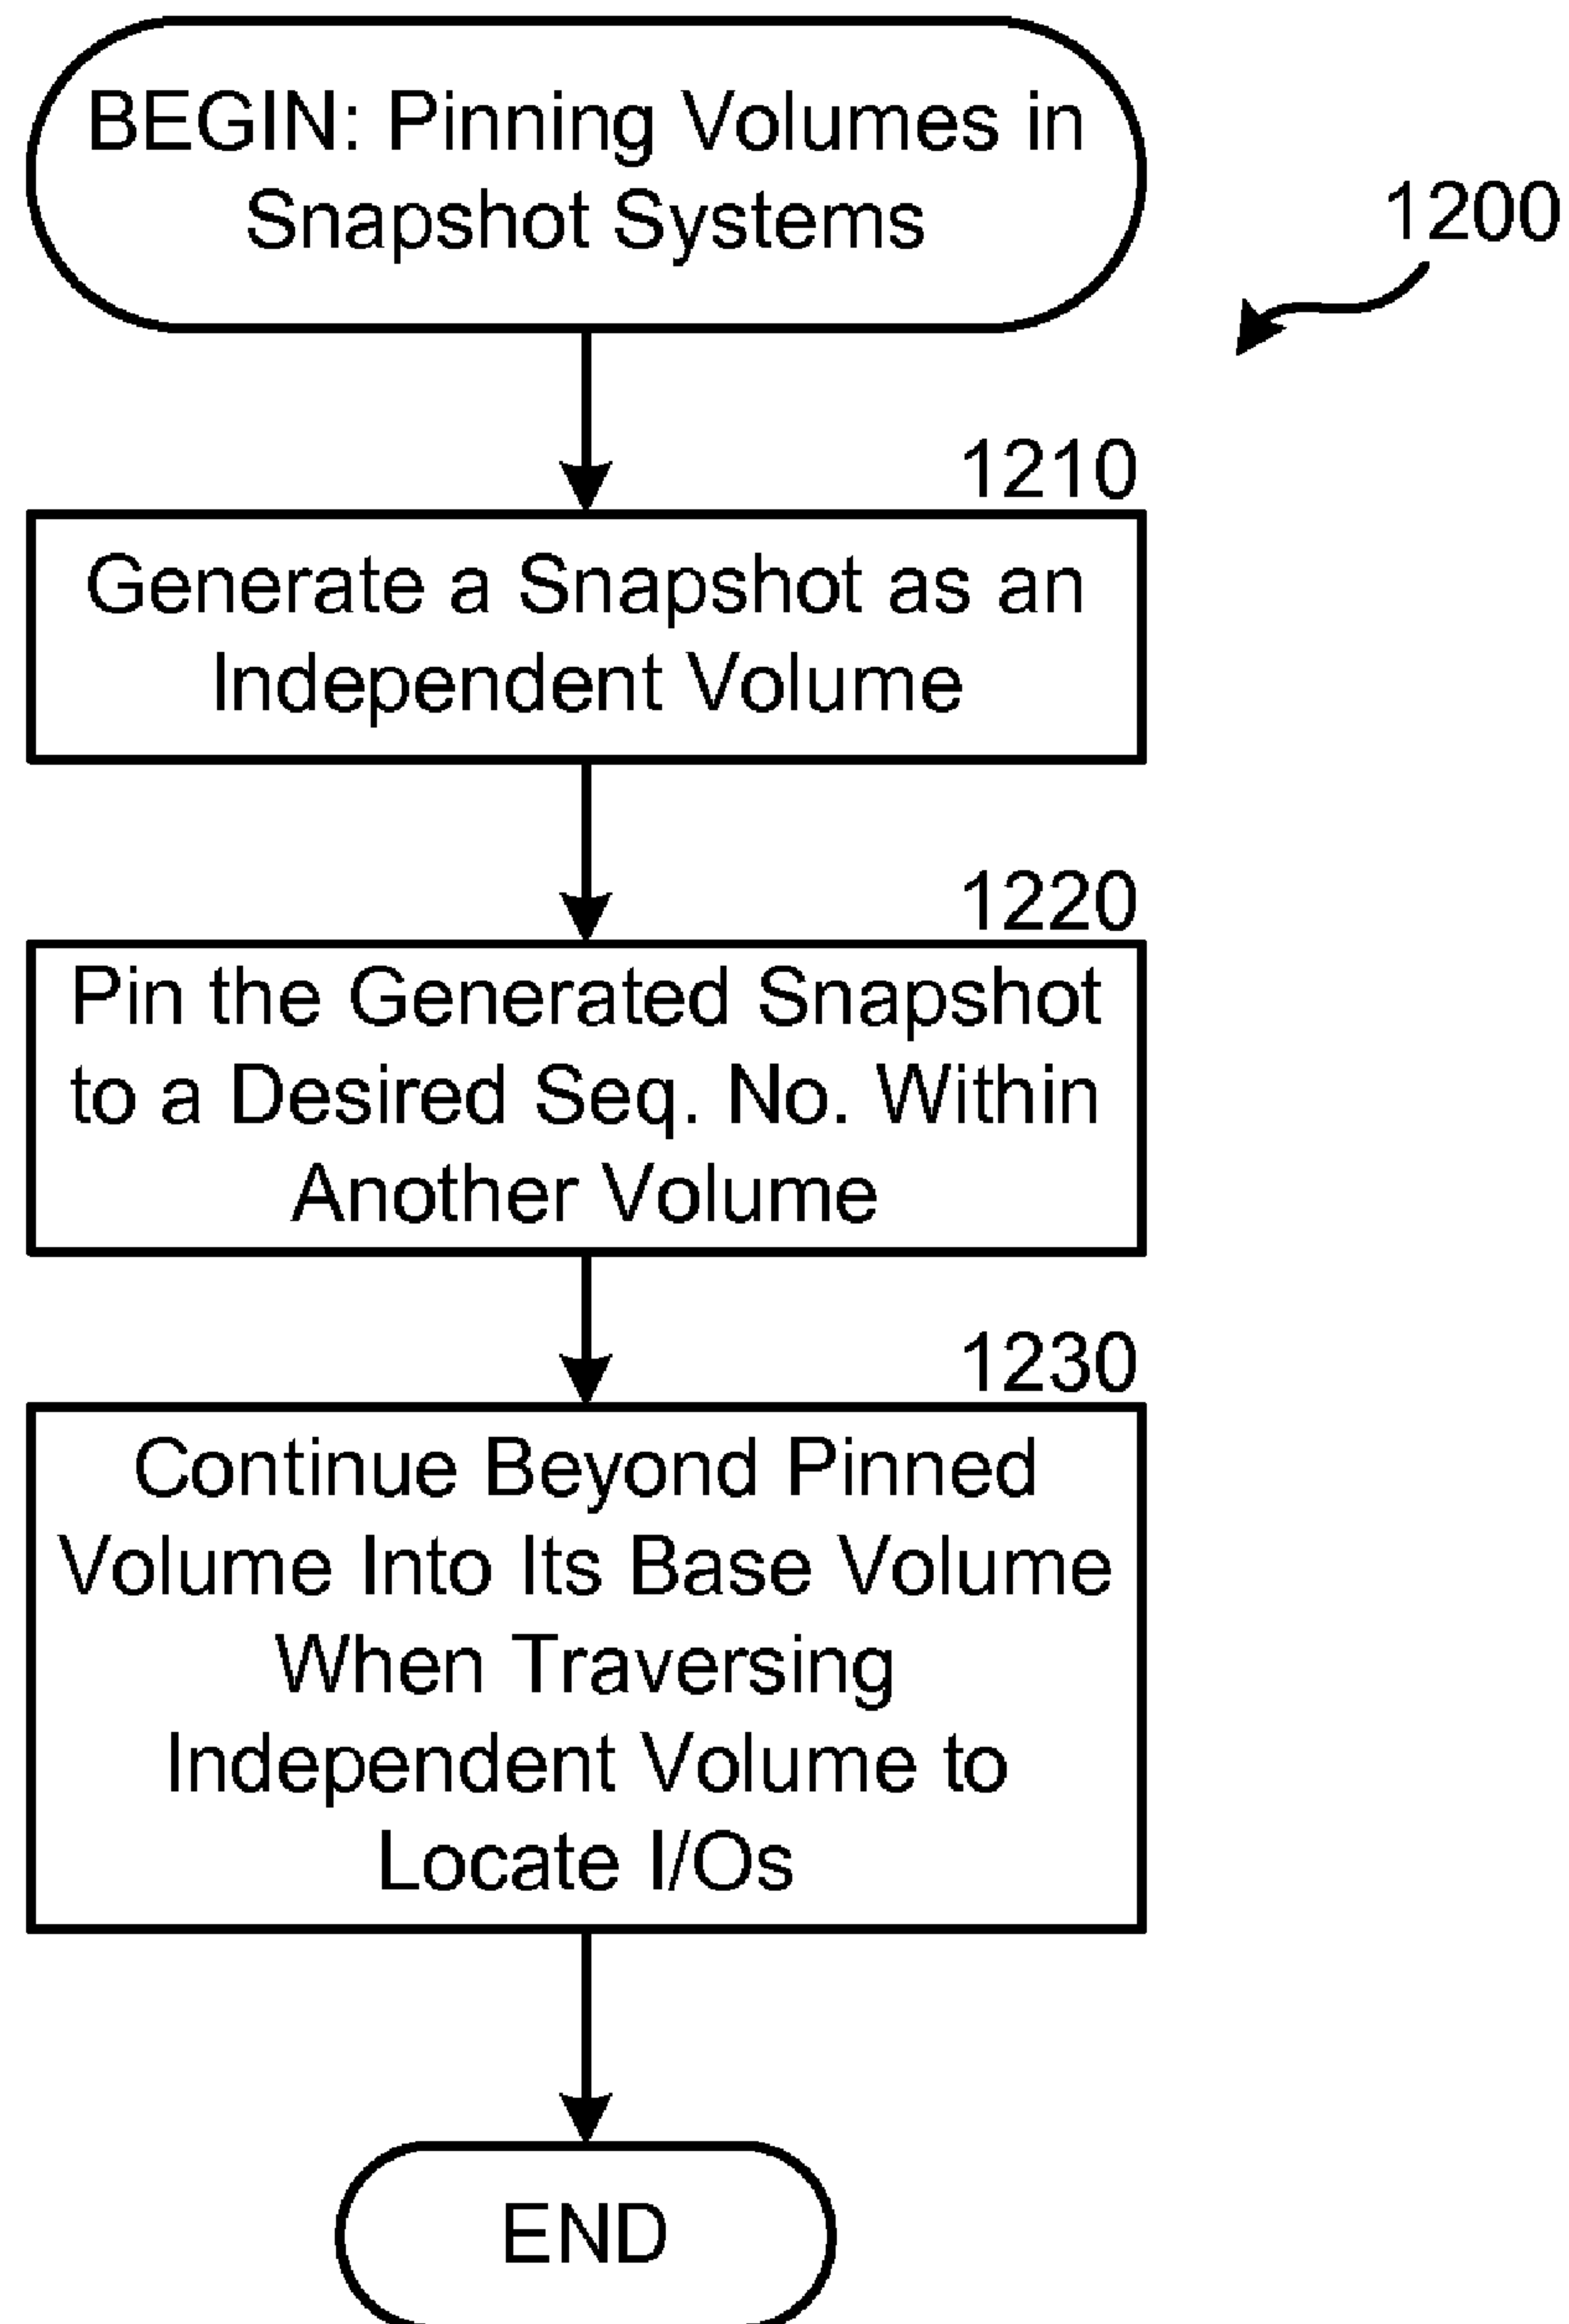 BEGIN: Pinning Volumes in
Snapshot Systems
1200
1210
Generate a Snapshot as an
Independent Volume
1220
Pin the Generated Snapshot
to a Desired Seq. No. Within
Another Volume
1230
Continue Beyond Pinned
Volume Into Its Base Volume
When Traversing
Independent Volume to
Locate I/Os
END